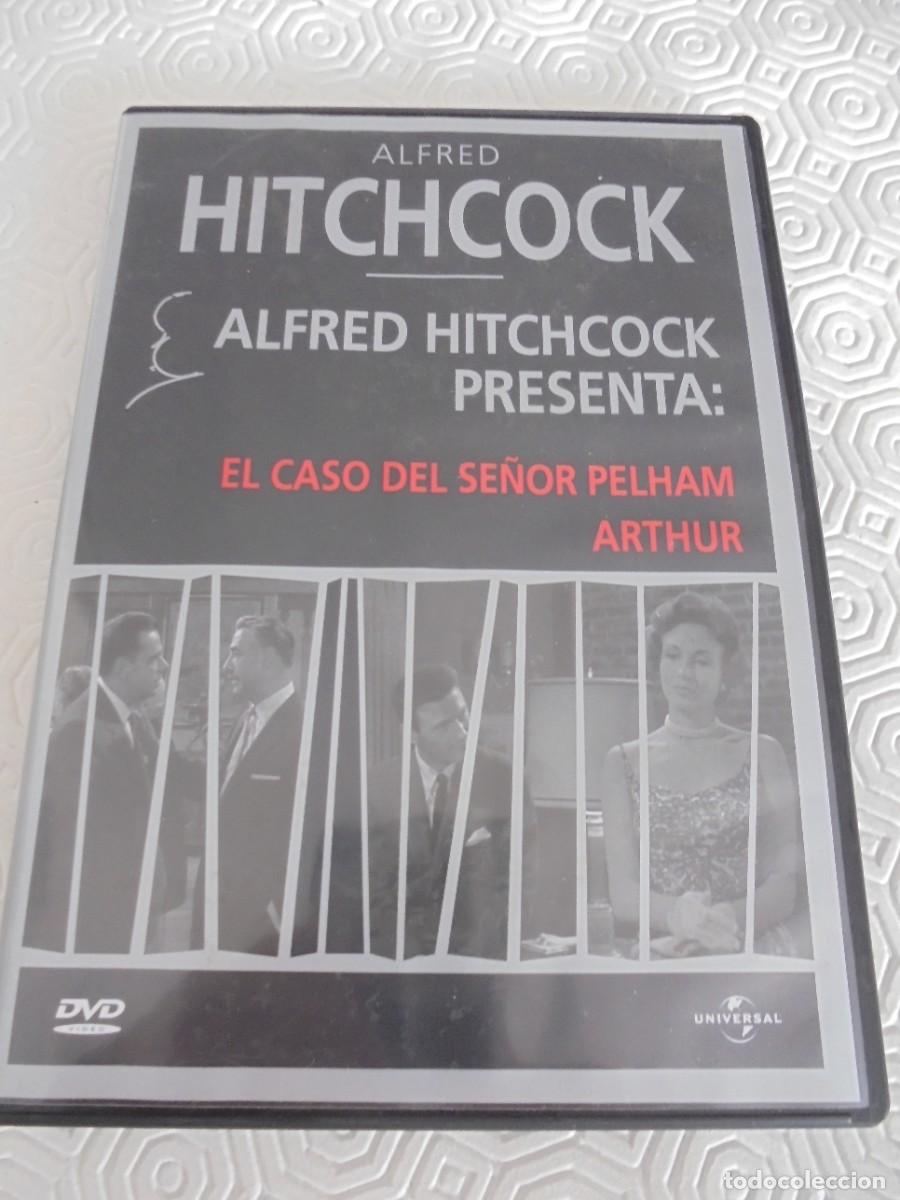 ALFRED
HITCHCOCK
ALFRED HITCHCOCK
PRESENTA:
EL CASO DEL SEÑOR PELHAM
ARTHUR
DVD
VIDEO
UNIVERSAL
todocoleccion